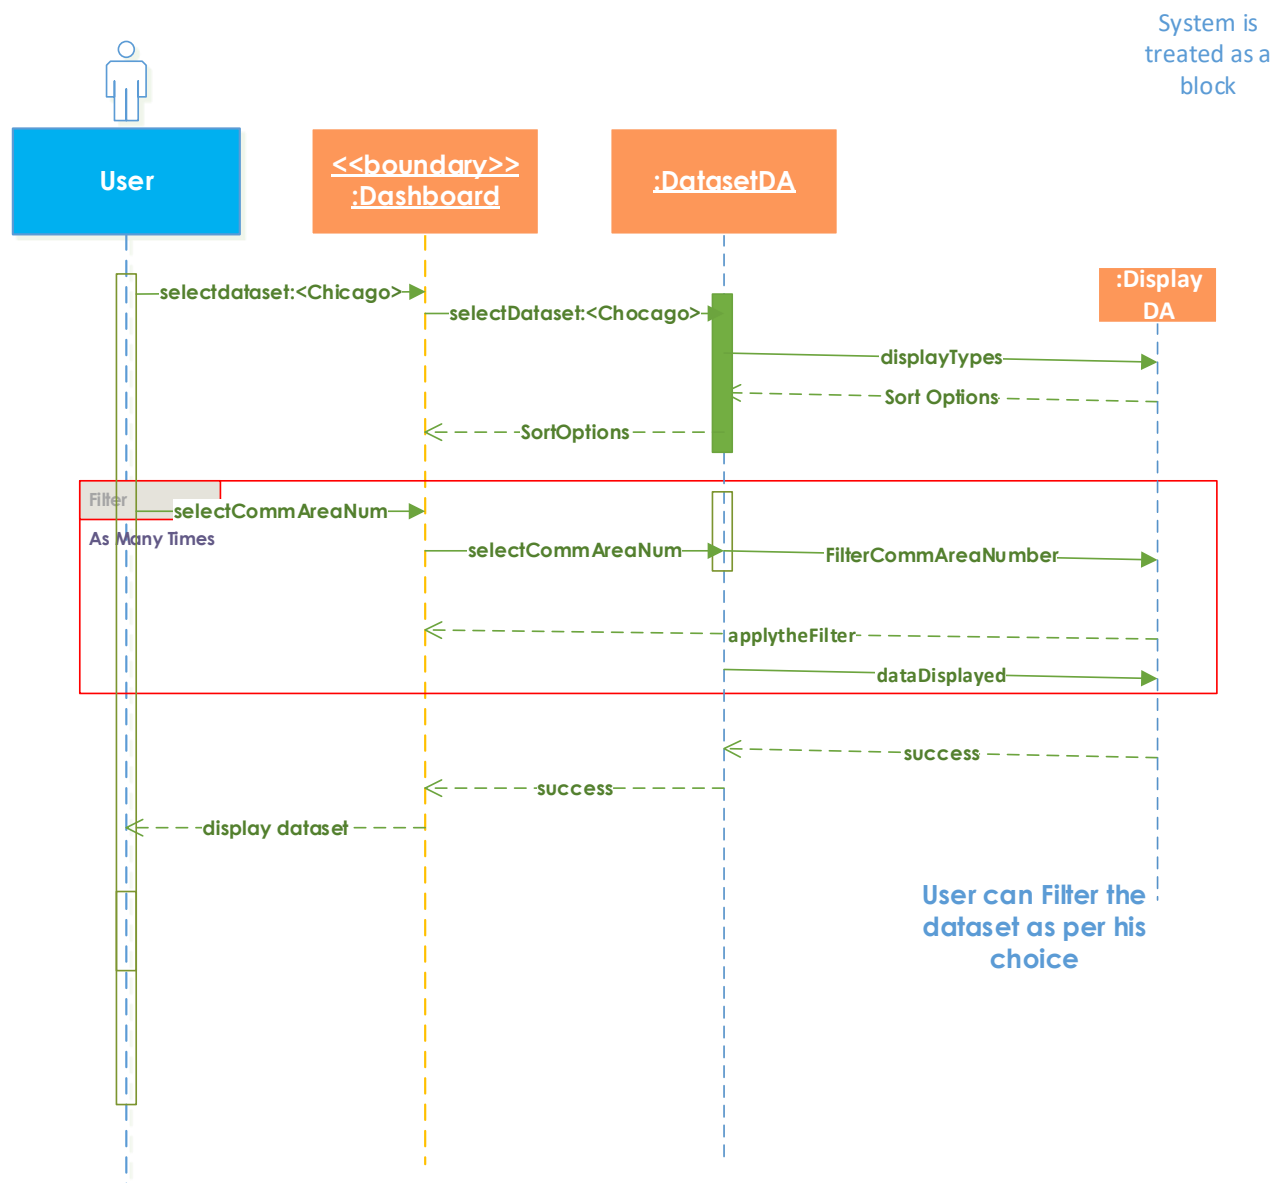 System is
treated as a
block
User
<<boundary>>
:Dashboard
:DatasetDA
:Display
DA
selectdataset:<Chicago>
selectDataset:<Chocago>
displayTypes
Sort Options
SortOptions
Filter
selectCommAreaNum
As Many Times
selectCommAreaNum
FilterCommAreaNumber
applytheFilter
dataDisplayed
success
success
display dataset
User can Filter the
dataset as per his
choice